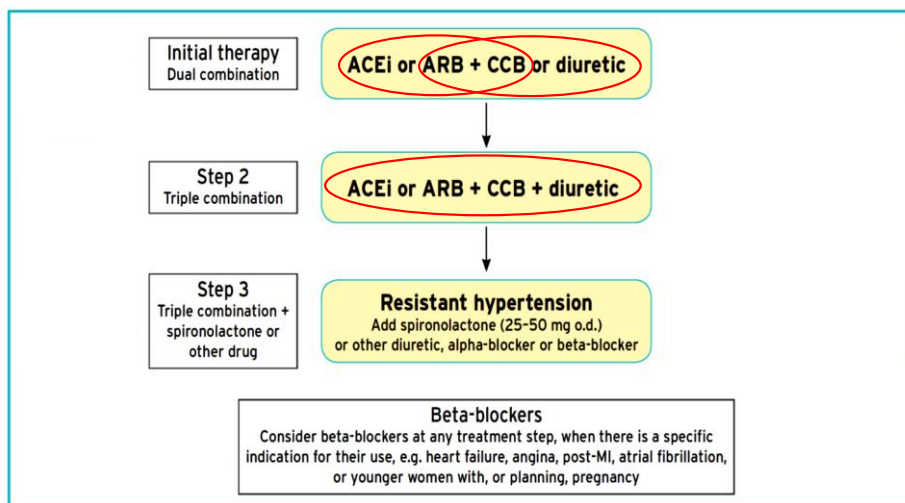 Initial therapy
Dual combination
ACEi or ARB + CCB or diuretic
Step 2
Triple combination
ACEi or ARB + CCB + diuretic
Step 3
Triple combination +
spironolactone or
other drug
Resistant hypertension
Add spironolactone (25–50 mg o.d.)
or other diuretic, alpha-blocker or beta-blocker
Beta-blockers
Consider beta-blockers at any treatment step, when there is a specific
indication for their use, e.g. heart failure, angina, post-MI, atrial fibrillation,
or younger women with, or planning, pregnancy